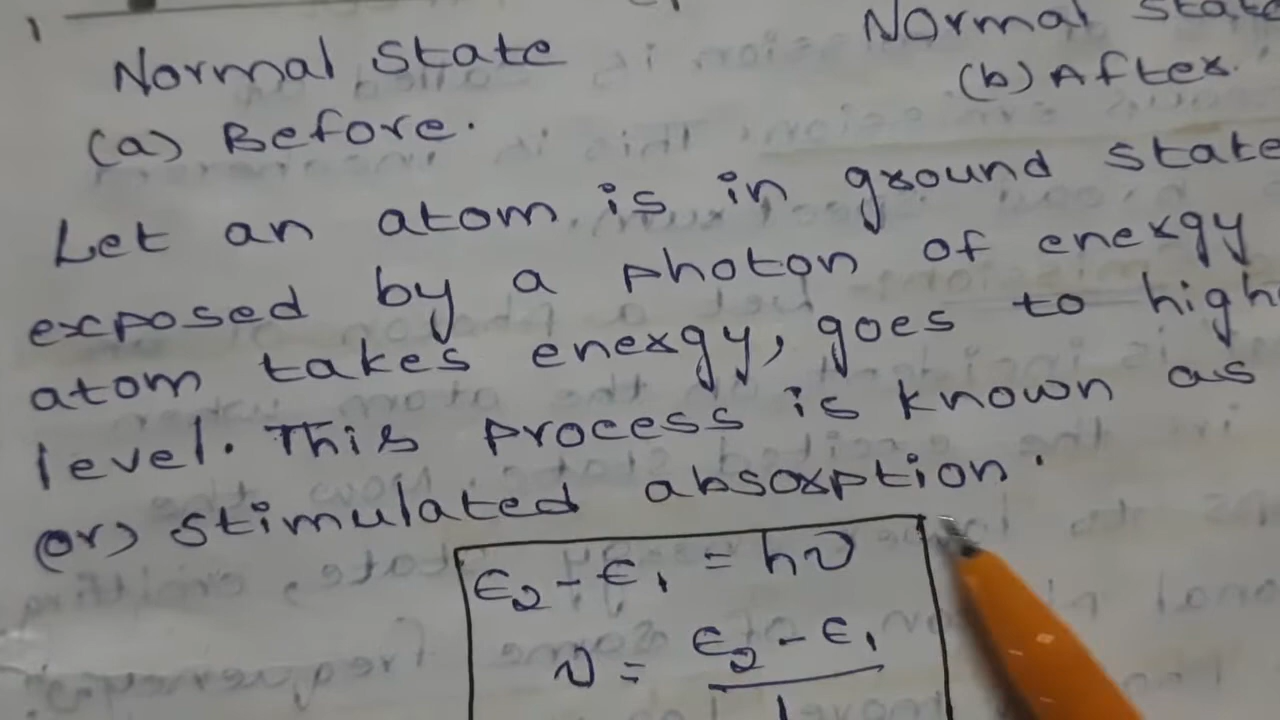 Normal State
Normal State
(a) Before.
(b) After.
Let an atom is in ground state
exposed by a photon of energy
atom takes energy, goes to high
level. This process is known as
(or) stimulated absorption.
E2 - E1 = hν
ν = E2 - E1